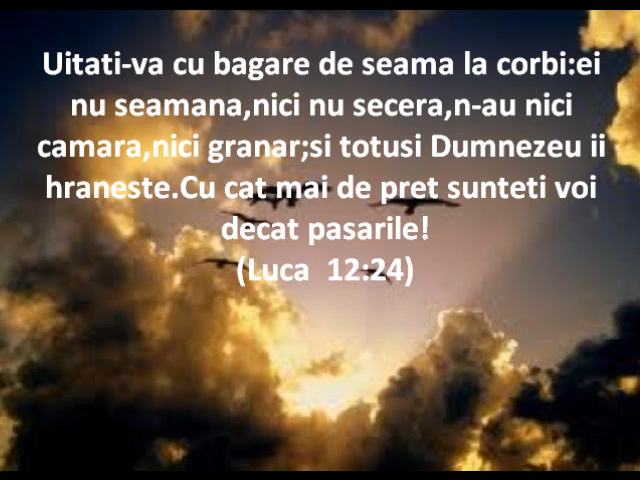 Uitati-va cu bagare de seama la corbi:ei
nu seamana,nici nu secera,n-au nici
camara,nici granar;si totusi Dumnezeu ii
hraneste.Cu cat mai de pret sunteti voi
decat pasarile!
(Luca  12:24)